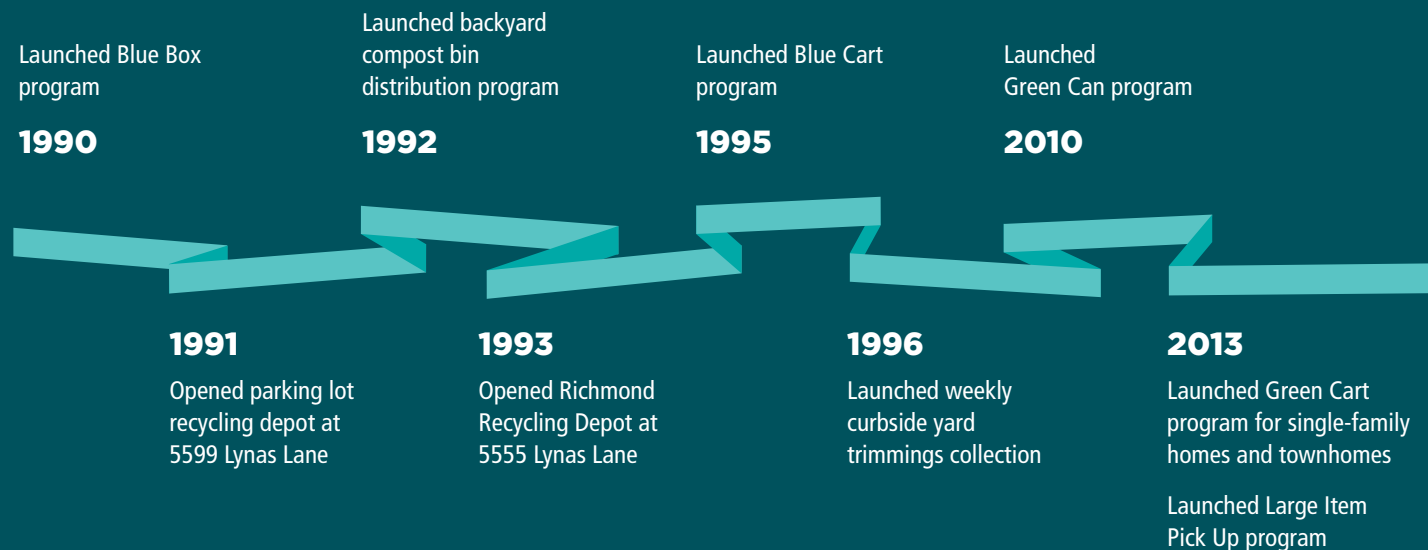 Launched Blue Box
program
1990
1991
Opened parking lot
recycling depot at
5599 Lynas Lane
Launched backyard
compost bin
distribution program
1992
1993
Opened Richmond
Recycling Depot at
5555 Lynas Lane
Launched Blue Cart
program
1995
1996
Launched weekly
curbside yard
trimmings collection
Launched
Green Can program
2010
2013
Launched Green Cart
program for single-family
homes and townhomes
Launched Large Item
Pick Up program